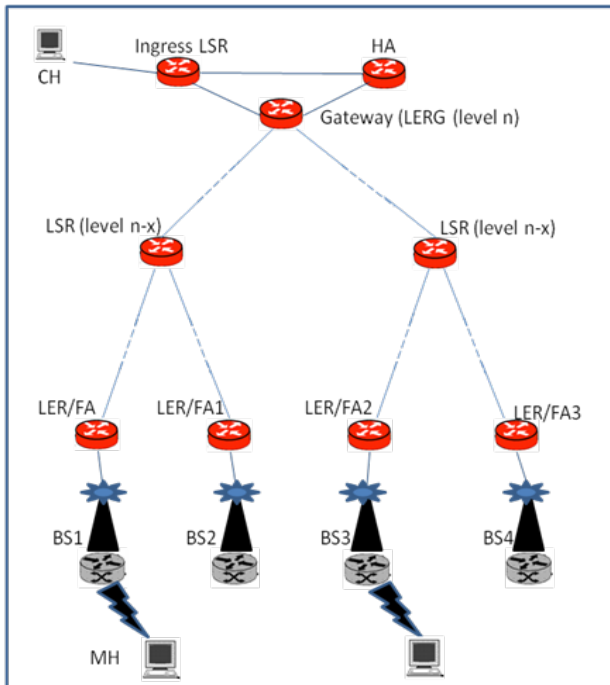 Ingress LSR
HA
CH
Gateway (LERG (level n)
LSR (level n-x)
LSR (level n-x)
LER/FA
LER/FA1
LER/FA2
LER/FA3
BS1
BS2
BS3
BS4
MH